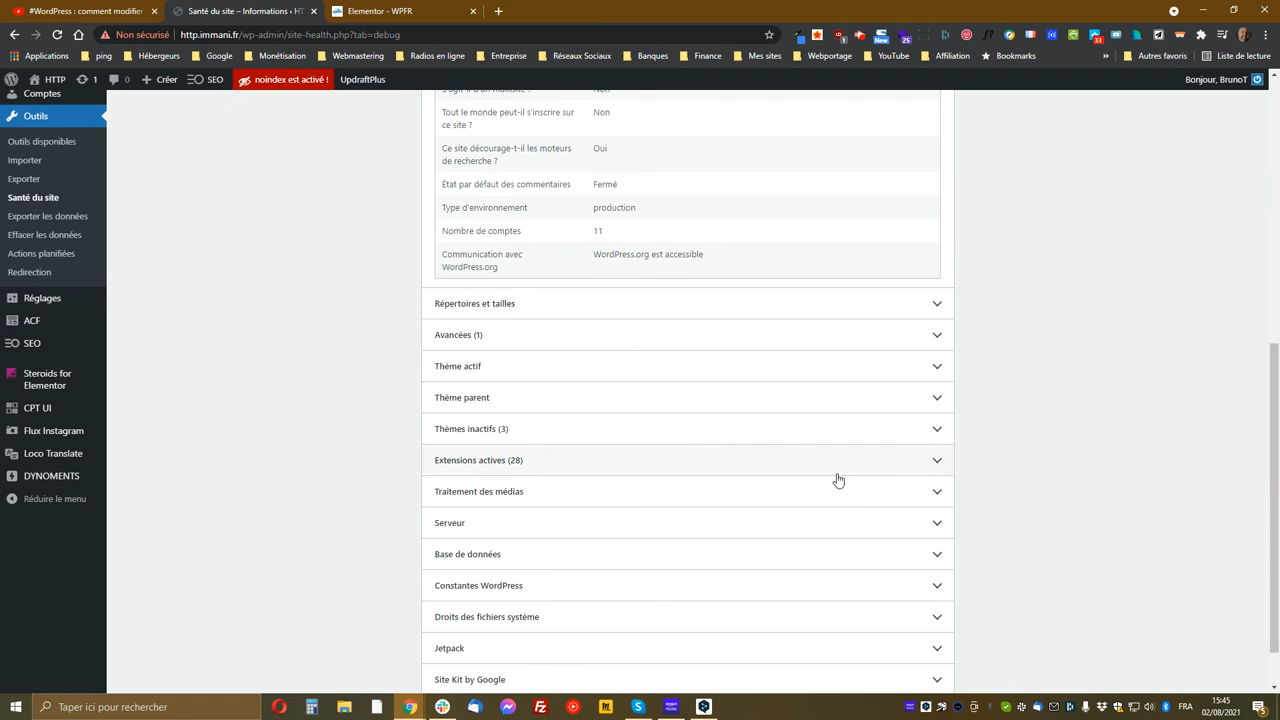 #WordPress : comment modifier
Santé du site – Informations ‹ HT
Elementor – WPFR
Non sécurisé
http.immani.fr/wp-admin/site-health.php?tab=debug
Applications
ping
Hébergeurs
Google
Monétisation
Webmastering
Radios en ligne
Entreprise
Réseaux Sociaux
Banques
Finance
Mes sites
Webportage
YouTube
Affiliation
Bookmarks
»
Autres favoris
Liste de lecture
HTTP
1
0
Créer
SEO
noindex est activé !
UpdraftPlus
Bonjour, BrunoT
Comptes
Outils
Outils disponibles
Importer
Exporter
Santé du site
Exporter les données
Effacer les données
Actions planifiées
Redirection
Réglages
ACF
SEO
Steroids for
Elementor
CPT UI
Flux Instagram
Loco Translate
DYNOMENTS
Réduire le menu
S'agit-il d'un multisite ?
Non
Tout le monde peut-il s'inscrire sur
ce site ?
Non
Ce site décourage-t-il les moteurs
de recherche ?
Oui
État par défaut des commentaires
Fermé
Type d'environnement
production
Nombre de comptes
11
Communication avec
WordPress.org
WordPress.org est accessible
Répertoires et tailles
Avancées (1)
Thème actif
Thème parent
Thèmes inactifs (3)
Extensions actives (28)
Traitement des médias
Serveur
Base de données
Constantes WordPress
Droits des fichiers système
Jetpack
Site Kit by Google
Taper ici pour rechercher
FRA
15:45
02/08/2021